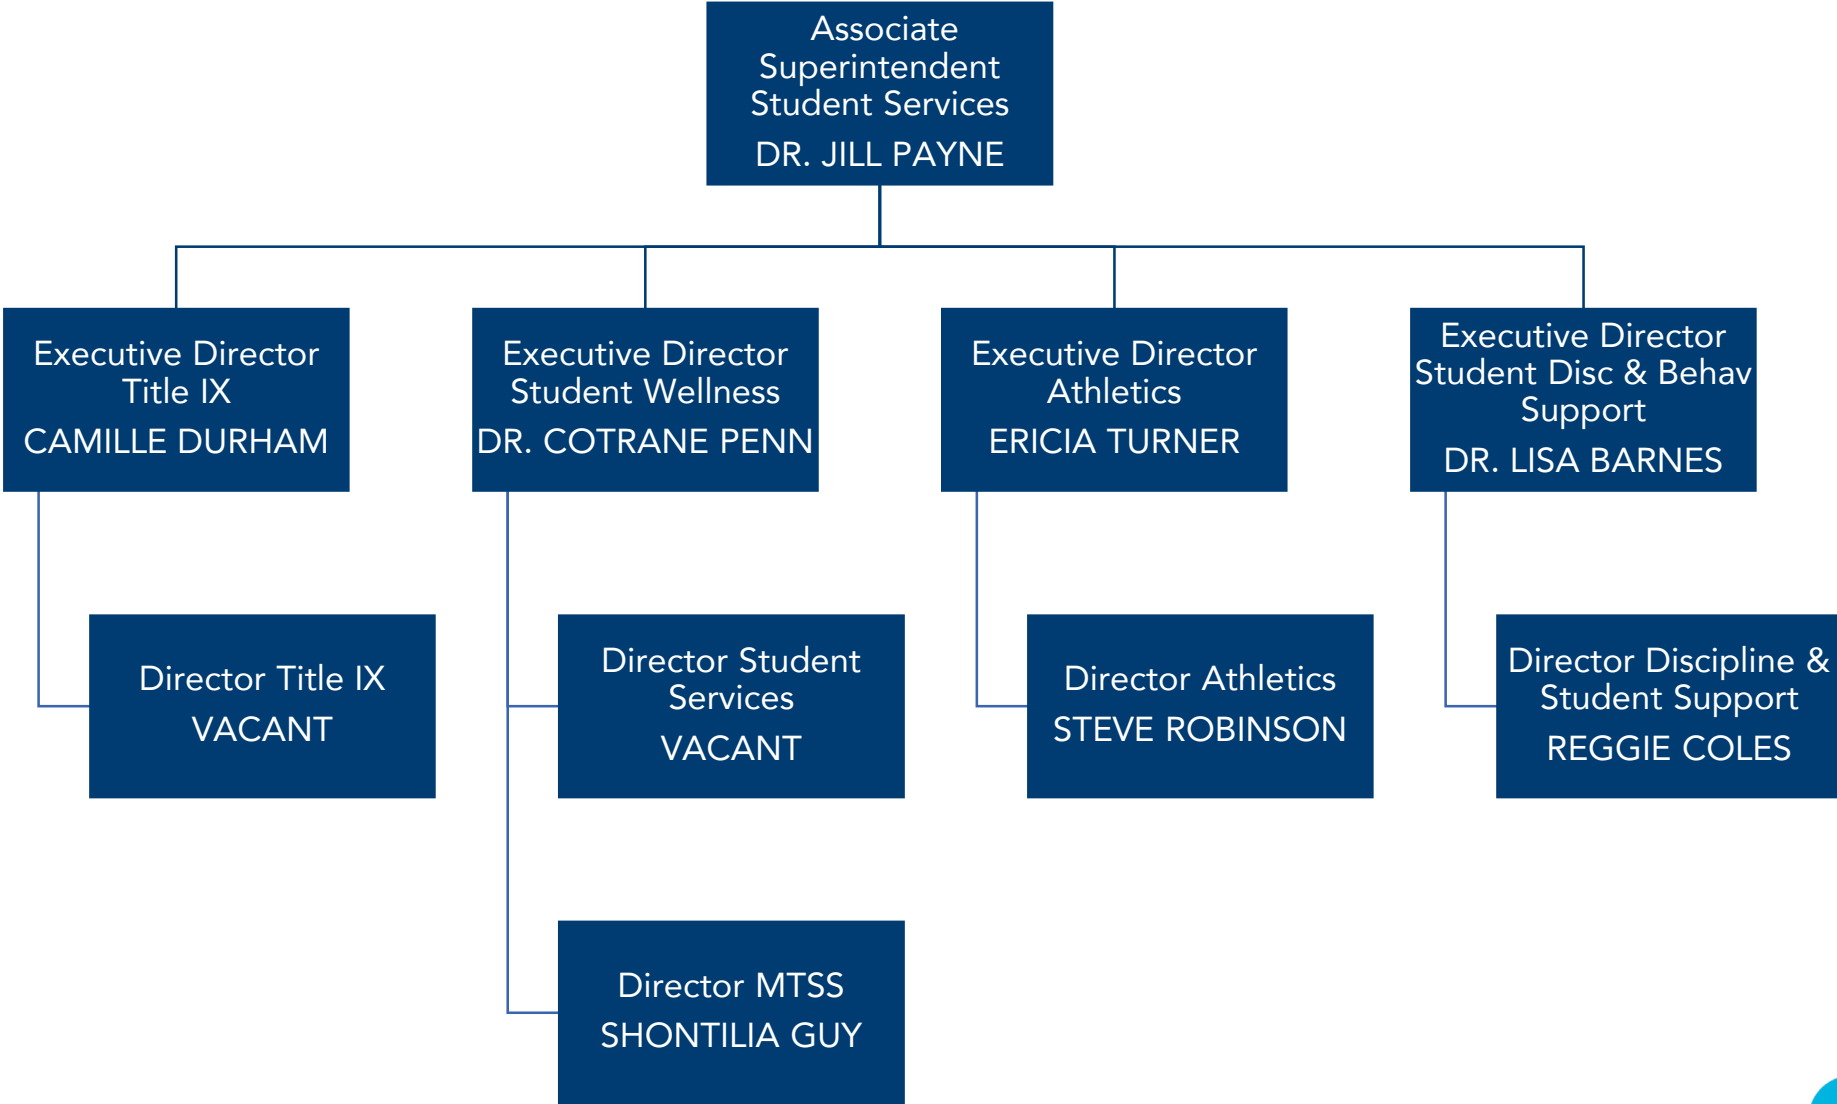 Associate
Superintendent
Student Services
DR. JILL PAYNE
Executive Director
Title IX
CAMILLE DURHAM
Executive Director
Student Wellness
DR. COTRANE PENN
Executive Director
Athletics
ERICIA TURNER
Executive Director
Student Disc & Behav
Support
DR. LISA BARNES
Director Title IX
VACANT
Director Student
Services
VACANT
Director Athletics
STEVE ROBINSON
Director Discipline &
Student Support
REGGIE COLES
Director MTSS
SHONTILIA GUY